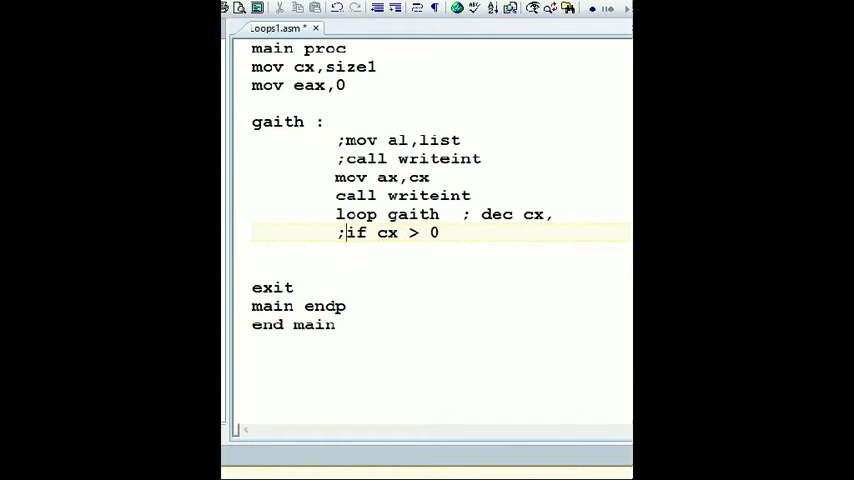 Loops1.asm *
main proc
mov cx,size1
mov eax,0
gaith :
;mov al,list
;call writeint
mov ax,cx
call writeint
loop gaith  ; dec cx,
;if cx > 0
exit
main endp
end main